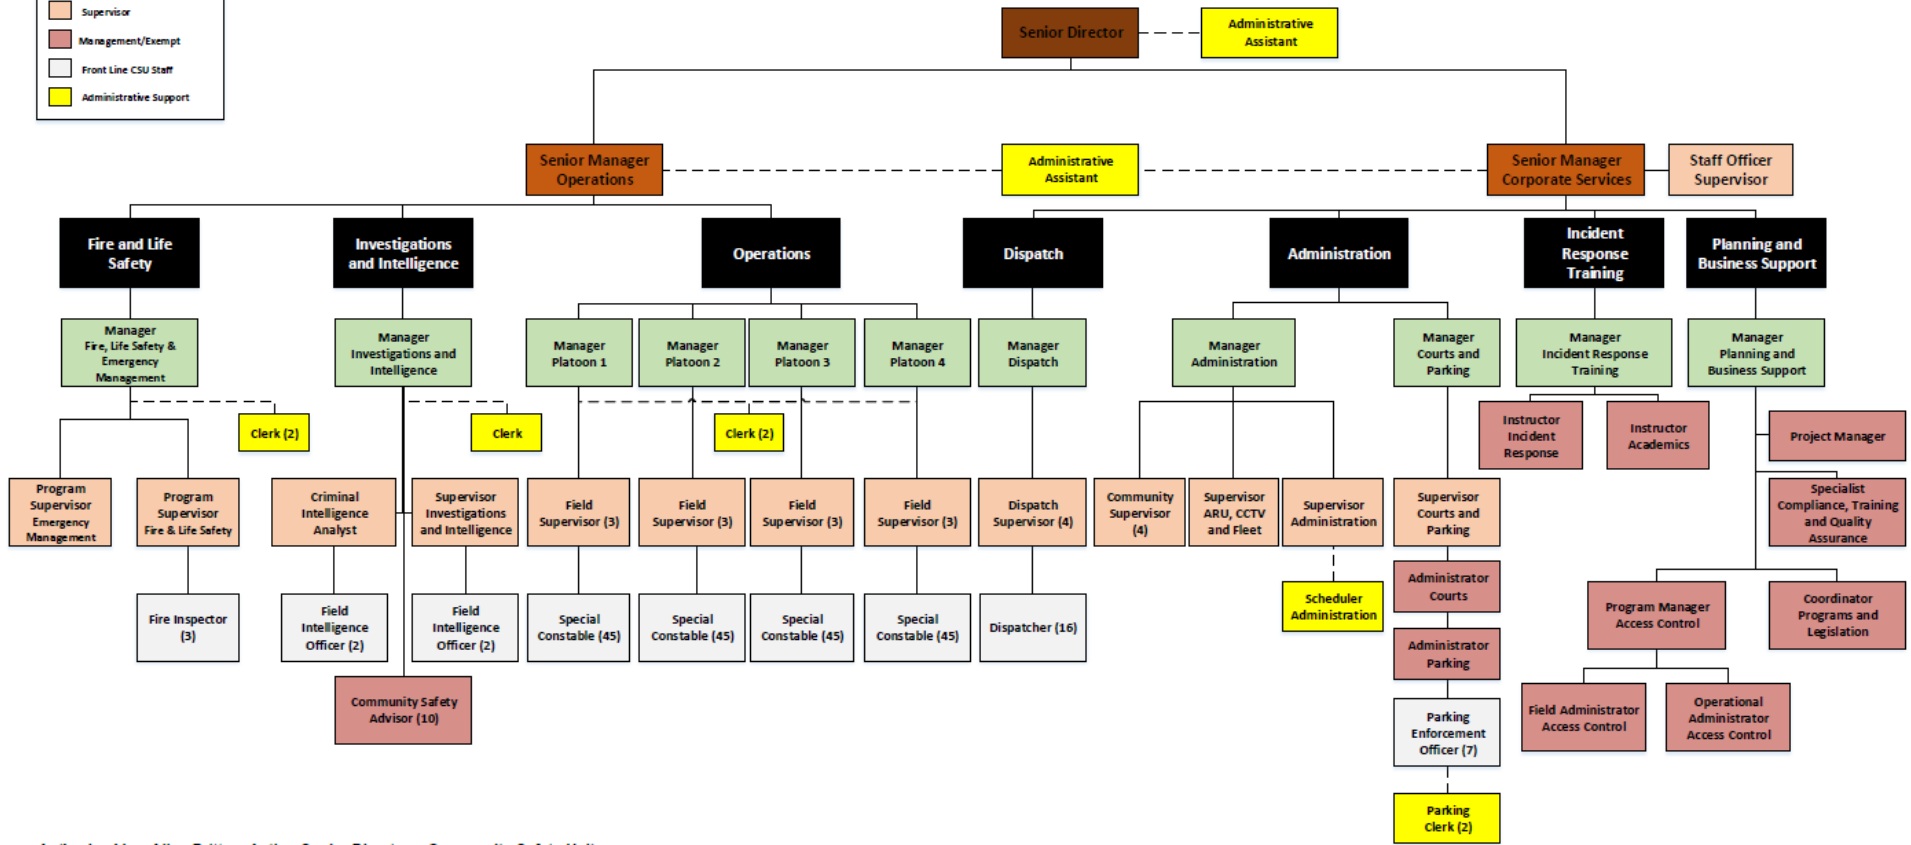 Supervisor
Management/Exempt
Front Line CSU Staff
Administrative Support
Senior Director
Administrative
Assistant
Senior Manager
Operations
Administrative
Assistant
Senior Manager
Corporate Services
Staff Officer
Supervisor
Fire and Life
Safety
Investigations
and Intelligence
Operations
Dispatch
Administration
Incident
Response
Training
Planning and
Business Support
Manager
Fire, Life Safety &
Emergency
Management
Manager
Investigations and
Intelligence
Manager
Platoon 1
Manager
Platoon 2
Manager
Platoon 3
Manager
Platoon 4
Manager
Dispatch
Manager
Administration
Manager
Courts and
Parking
Manager
Incident Response
Training
Manager
Planning and
Business Support
Clerk (2)
Clerk
Clerk (2)
Instructor
Incident
Response
Instructor
Academics
Project Manager
Program
Supervisor
Emergency
Management
Program
Supervisor
Fire & Life Safety
Criminal
Intelligence
Analyst
Supervisor
Investigations
and Intelligence
Field
Supervisor (3)
Field
Supervisor (3)
Field
Supervisor (3)
Field
Supervisor (3)
Dispatch
Supervisor (4)
Community
Supervisor
(4)
Supervisor
ARU, CCTV
and Fleet
Supervisor
Administration
Supervisor
Courts and
Parking
Specialist
Compliance, Training
and Quality
Assurance
Fire Inspector
(3)
Field
Intelligence
Officer (2)
Field
Intelligence
Officer (2)
Special
Constable (45)
Special
Constable (45)
Special
Constable (45)
Special
Constable (45)
Dispatcher (16)
Scheduler
Administration
Administrator
Courts
Administrator
Parking
Program Manager
Access Control
Coordinator
Programs and
Legislation
Community Safety
Advisor (10)
Parking
Enforcement
Officer (7)
Field Administrator
Access Control
Operational
Administrator
Access Control
Parking
Clerk (2)